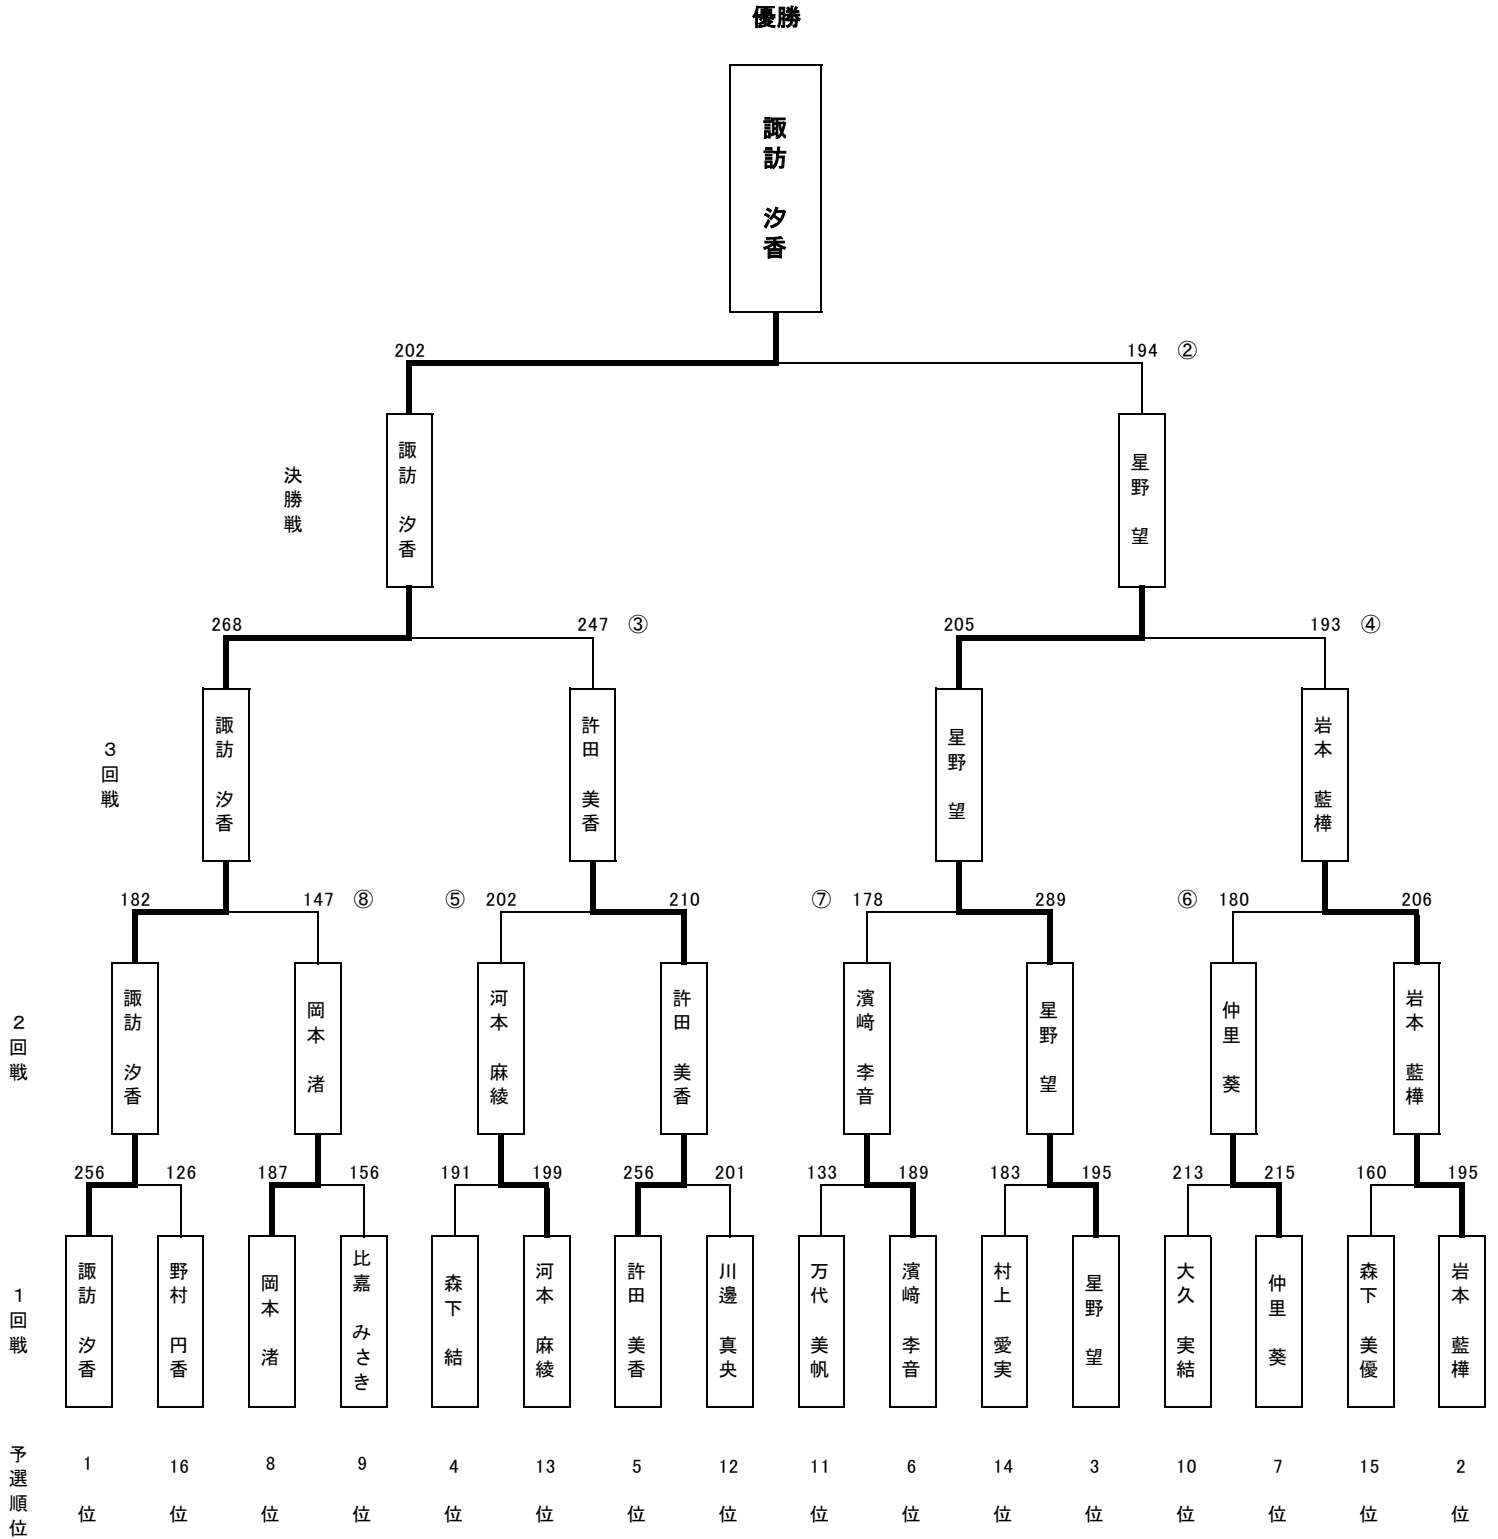 優勝
諏訪 汐香
202
194 ②
決勝戦
諏訪 汐香
星野 望
268
247 ③
205
193 ④
3回戦
諏訪 汐香
許田 美香
星野 望
岩本 藍樺
182
147 ⑧
⑤ 202
210
⑦ 178
289
⑥ 180
206
2回戦
諏訪 汐香
岡本 渚
河本 麻綾
許田 美香
濱﨑 李音
星野 望
仲里 葵
岩本 藍樺
256
126
187
156
191
199
256
201
133
189
183
195
213
215
160
195
1回戦
諏訪 汐香
野村 円香
岡本 渚
比嘉 みさき
森下 結
河本 麻綾
許田 美香
川邊 真央
万代 美帆
濱﨑 李音
村上 愛実
星野 望
大久 実結
仲里 葵
森下 美優
岩本 藍樺
予選順位
1位
16位
8位
9位
4位
13位
5位
12位
11位
6位
14位
3位
10位
7位
15位
2位